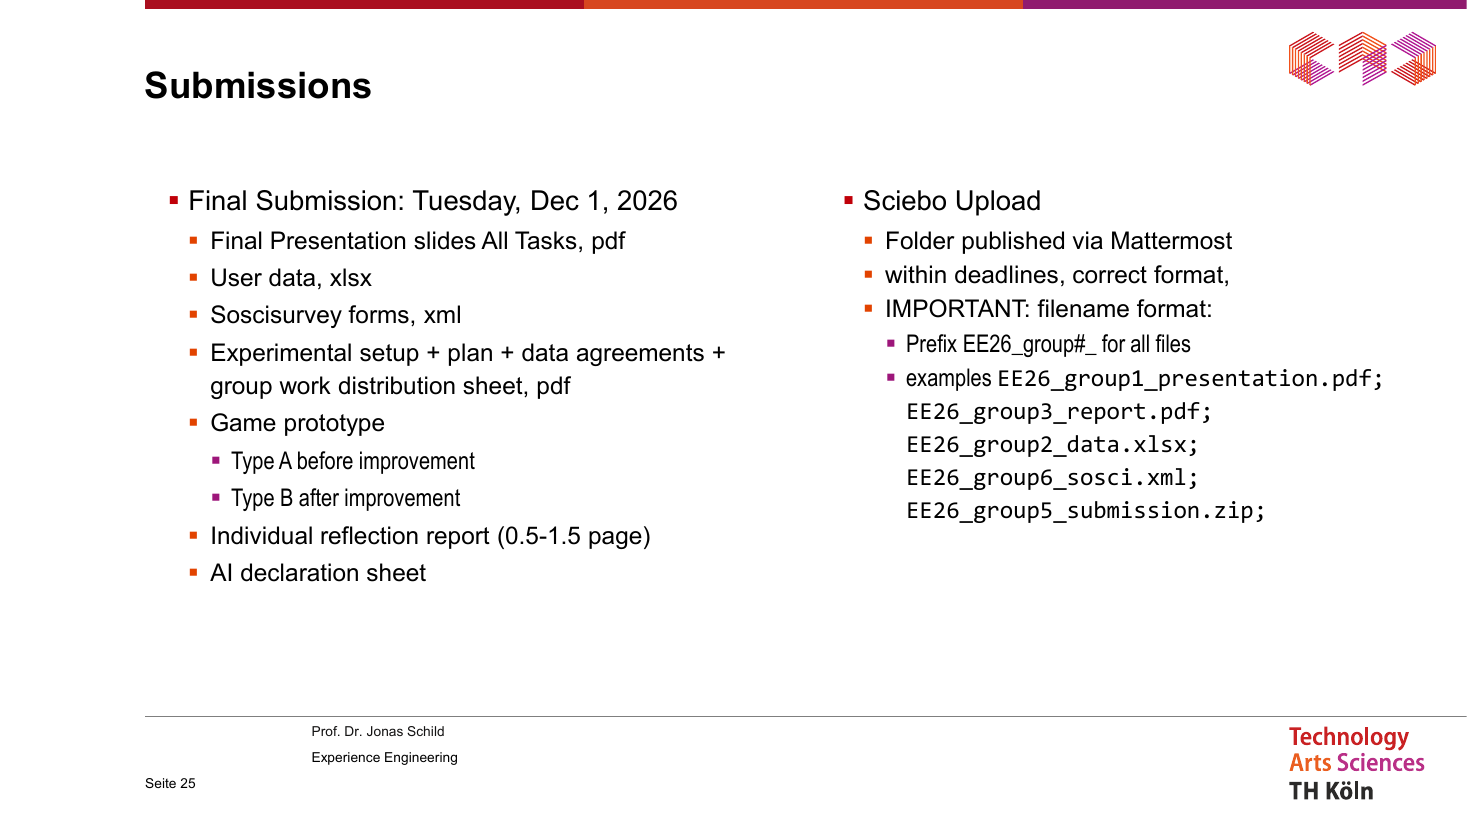 Submissions
Final Submission: Tuesday, Dec 1, 2026
Final Presentation slides All Tasks, pdf
User data, xlsx
Soscisurvey forms, xml
Experimental setup + plan + data agreements +
group work distribution sheet, pdf
Game prototype
Type A before improvement
Type B after improvement
Individual reflection report (0.5-1.5 page)
AI declaration sheet
Sciebo Upload
Folder published via Mattermost
within deadlines, correct format,
IMPORTANT: filename format:
Prefix EE26_group#_ for all files
examples EE26_group1_presentation.pdf;
EE26_group3_report.pdf;
EE26_group2_data.xlsx;
EE26_group6_sosci.xml;
EE26_group5_submission.zip;
Prof. Dr. Jonas Schild
Experience Engineering
Seite 25
Technology
Arts Sciences
TH Köln